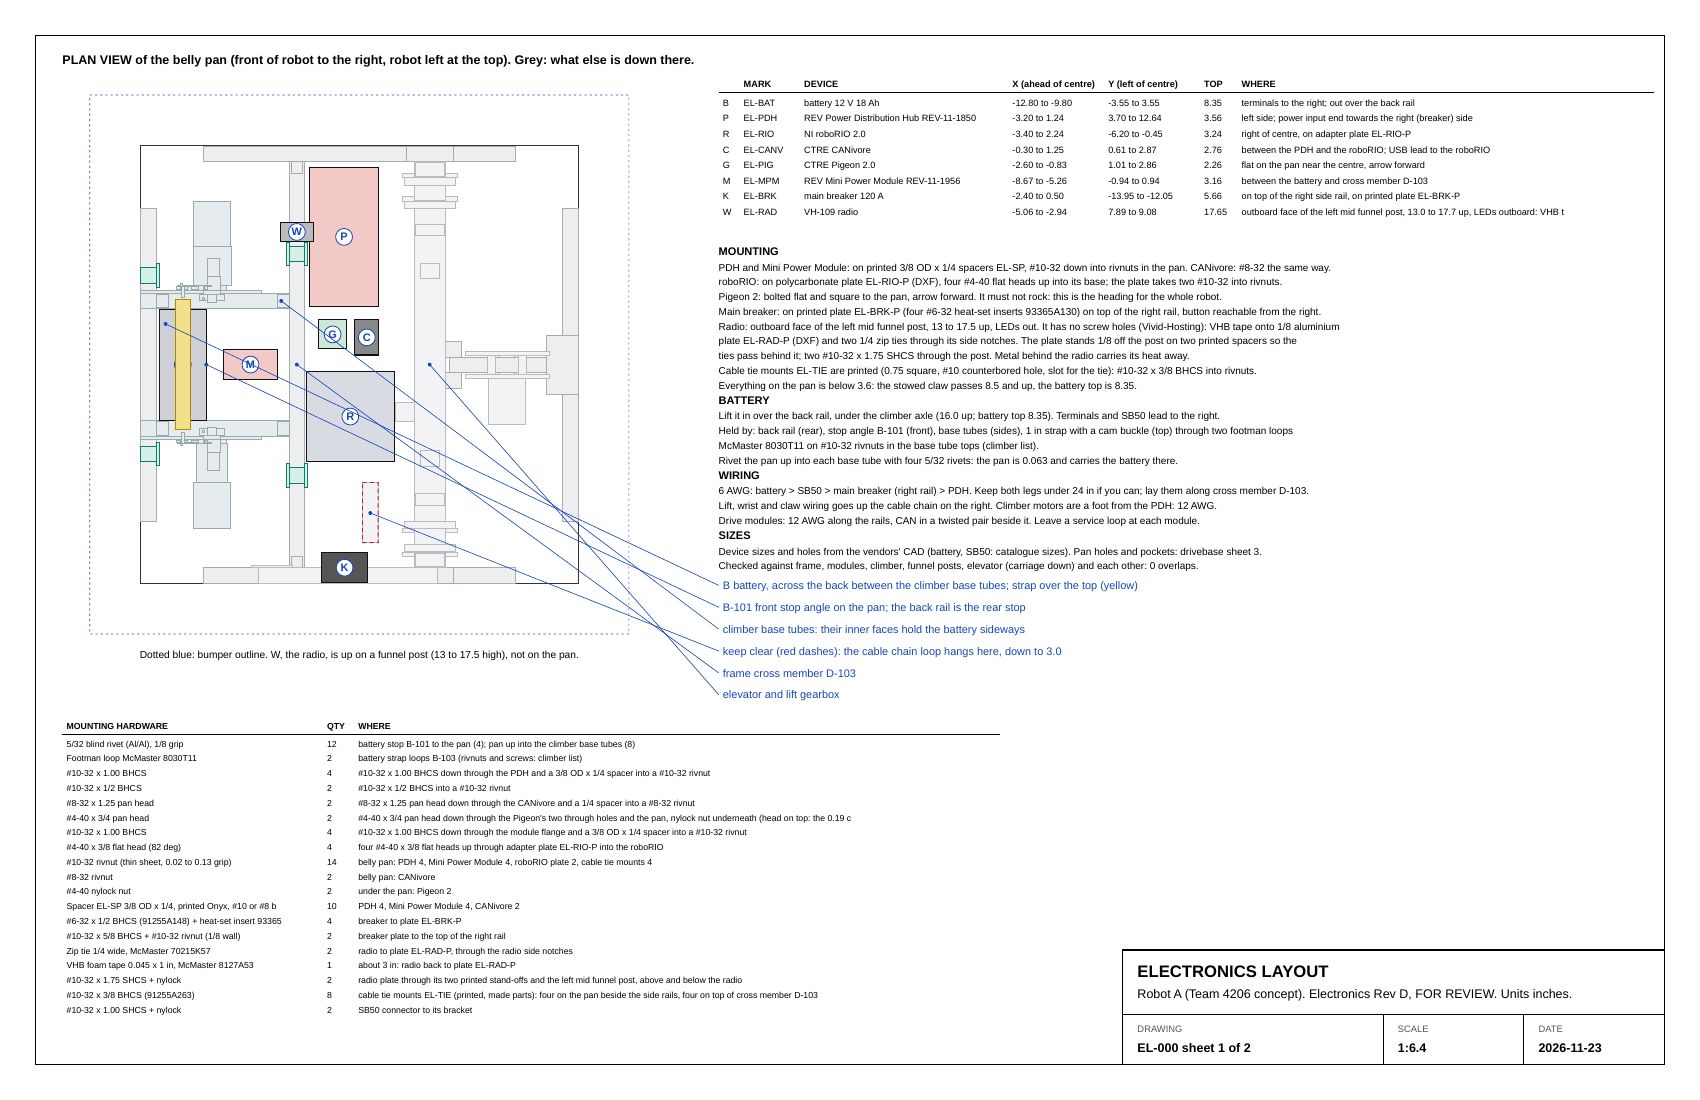 PLAN VIEW of the belly pan (front of robot to the right, robot left at the top). Grey: what else is down there.
MARK DEVICE X (ahead of centre) Y (left of centre) TOP WHERE
B EL-BAT battery 12 V 18 Ah -12.80 to -9.80 -3.55 to 3.55 8.35 terminals to the right; out over the back rail
P EL-PDH REV Power Distribution Hub REV-11-1850 -3.20 to 1.24 3.70 to 12.64 3.56 left side; power input end towards the right (breaker) side
R EL-RIO NI roboRIO 2.0 -3.40 to 2.24 -6.20 to -0.45 3.24 right of centre, on adapter plate EL-RIO-P
C EL-CANV CTRE CANivore -0.30 to 1.25 0.61 to 2.87 2.76 between the PDH and the roboRIO; USB lead to the roboRIO
G EL-PIG CTRE Pigeon 2.0 -2.60 to -0.83 1.01 to 2.86 2.26 flat on the pan near the centre, arrow forward
M EL-MPM REV Mini Power Module REV-11-1956 -8.67 to -5.26 -0.94 to 0.94 3.16 between the battery and cross member D-103
K EL-BRK main breaker 120 A -2.40 to 0.50 -13.95 to -12.05 5.66 on top of the right side rail, on printed plate EL-BRK-P
W EL-RAD VH-109 radio -5.06 to -2.94 7.89 to 9.08 17.65 outboard face of the left mid funnel post, 13.0 to 17.7 up, LEDs outboard: VHB t
W
P
G
C
M
R
K
MOUNTING
PDH and Mini Power Module: on printed 3/8 OD x 1/4 spacers EL-SP, #10-32 down into rivnuts in the pan. CANivore: #8-32 the same way.
roboRIO: on polycarbonate plate EL-RIO-P (DXF), four #4-40 flat heads up into its base; the plate takes two #10-32 into rivnuts.
Pigeon 2: bolted flat and square to the pan, arrow forward. It must not rock: this is the heading for the whole robot.
Main breaker: on printed plate EL-BRK-P (four #6-32 heat-set inserts 93365A130) on top of the right rail, button reachable from the right.
Radio: outboard face of the left mid funnel post, 13 to 17.5 up, LEDs out. It has no screw holes (Vivid-Hosting): VHB tape onto 1/8 aluminium
plate EL-RAD-P (DXF) and two 1/4 zip ties through its side notches. The plate stands 1/8 off the post on two printed spacers so the
ties pass behind it; two #10-32 x 1.75 SHCS through the post. Metal behind the radio carries its heat away.
Cable tie mounts EL-TIE are printed (0.75 square, #10 counterbored hole, slot for the tie): #10-32 x 3/8 BHCS into rivnuts.
Everything on the pan is below 3.6: the stowed claw passes 8.5 and up, the battery top is 8.35.
BATTERY
Lift it in over the back rail, under the climber axle (16.0 up; battery top 8.35). Terminals and SB50 lead to the right.
Held by: back rail (rear), stop angle B-101 (front), base tubes (sides), 1 in strap with a cam buckle (top) through two footman loops
McMaster 8030T11 on #10-32 rivnuts in the base tube tops (climber list).
Rivet the pan up into each base tube with four 5/32 rivets: the pan is 0.063 and carries the battery there.
WIRING
6 AWG: battery > SB50 > main breaker (right rail) > PDH. Keep both legs under 24 in if you can; lay them along cross member D-103.
Lift, wrist and claw wiring goes up the cable chain on the right. Climber motors are a foot from the PDH: 12 AWG.
Drive modules: 12 AWG along the rails, CAN in a twisted pair beside it. Leave a service loop at each module.
SIZES
Device sizes and holes from the vendors' CAD (battery, SB50: catalogue sizes). Pan holes and pockets: drivebase sheet 3.
Checked against frame, modules, climber, funnel posts, elevator (carriage down) and each other: 0 overlaps.
B battery, across the back between the climber base tubes; strap over the top (yellow)
B-101 front stop angle on the pan; the back rail is the rear stop
climber base tubes: their inner faces hold the battery sideways
keep clear (red dashes): the cable chain loop hangs here, down to 3.0
frame cross member D-103
elevator and lift gearbox
Dotted blue: bumper outline. W, the radio, is up on a funnel post (13 to 17.5 high), not on the pan.
MOUNTING HARDWARE QTY WHERE
5/32 blind rivet (Al/Al), 1/8 grip 12 battery stop B-101 to the pan (4); pan up into the climber base tubes (8)
Footman loop McMaster 8030T11 2 battery strap loops B-103 (rivnuts and screws: climber list)
#10-32 x 1.00 BHCS 4 #10-32 x 1.00 BHCS down through the PDH and a 3/8 OD x 1/4 spacer into a #10-32 rivnut
#10-32 x 1/2 BHCS 2 #10-32 x 1/2 BHCS into a #10-32 rivnut
#8-32 x 1.25 pan head 2 #8-32 x 1.25 pan head down through the CANivore and a 1/4 spacer into a #8-32 rivnut
#4-40 x 3/4 pan head 2 #4-40 x 3/4 pan head down through the Pigeon's two through holes and the pan, nylock nut underneath (head on top: the 0.19 c
#10-32 x 1.00 BHCS 4 #10-32 x 1.00 BHCS down through the module flange and a 3/8 OD x 1/4 spacer into a #10-32 rivnut
#4-40 x 3/8 flat head (82 deg) 4 four #4-40 x 3/8 flat heads up through adapter plate EL-RIO-P into the roboRIO
#10-32 rivnut (thin sheet, 0.02 to 0.13 grip) 14 belly pan: PDH 4, Mini Power Module 4, roboRIO plate 2, cable tie mounts 4
#8-32 rivnut 2 belly pan: CANivore
#4-40 nylock nut 2 under the pan: Pigeon 2
Spacer EL-SP 3/8 OD x 1/4, printed Onyx, #10 or #8 b 10 PDH 4, Mini Power Module 4, CANivore 2
#6-32 x 1/2 BHCS (91255A148) + heat-set insert 93365 4 breaker to plate EL-BRK-P
#10-32 x 5/8 BHCS + #10-32 rivnut (1/8 wall) 2 breaker plate to the top of the right rail
Zip tie 1/4 wide, McMaster 70215K57 2 radio to plate EL-RAD-P, through the radio side notches
VHB foam tape 0.045 x 1 in, McMaster 8127A53 1 about 3 in: radio back to plate EL-RAD-P
#10-32 x 1.75 SHCS + nylock 2 radio plate through its two printed stand-offs and the left mid funnel post, above and below the radio
#10-32 x 3/8 BHCS (91255A263) 8 cable tie mounts EL-TIE (printed, made parts): four on the pan beside the side rails, four on top of cross member D-103
#10-32 x 1.00 SHCS + nylock 2 SB50 connector to its bracket
ELECTRONICS LAYOUT
Robot A (Team 4206 concept). Electronics Rev D, FOR REVIEW. Units inches.
DRAWING SCALE DATE
EL-000 sheet 1 of 2 1:6.4 2026-11-23